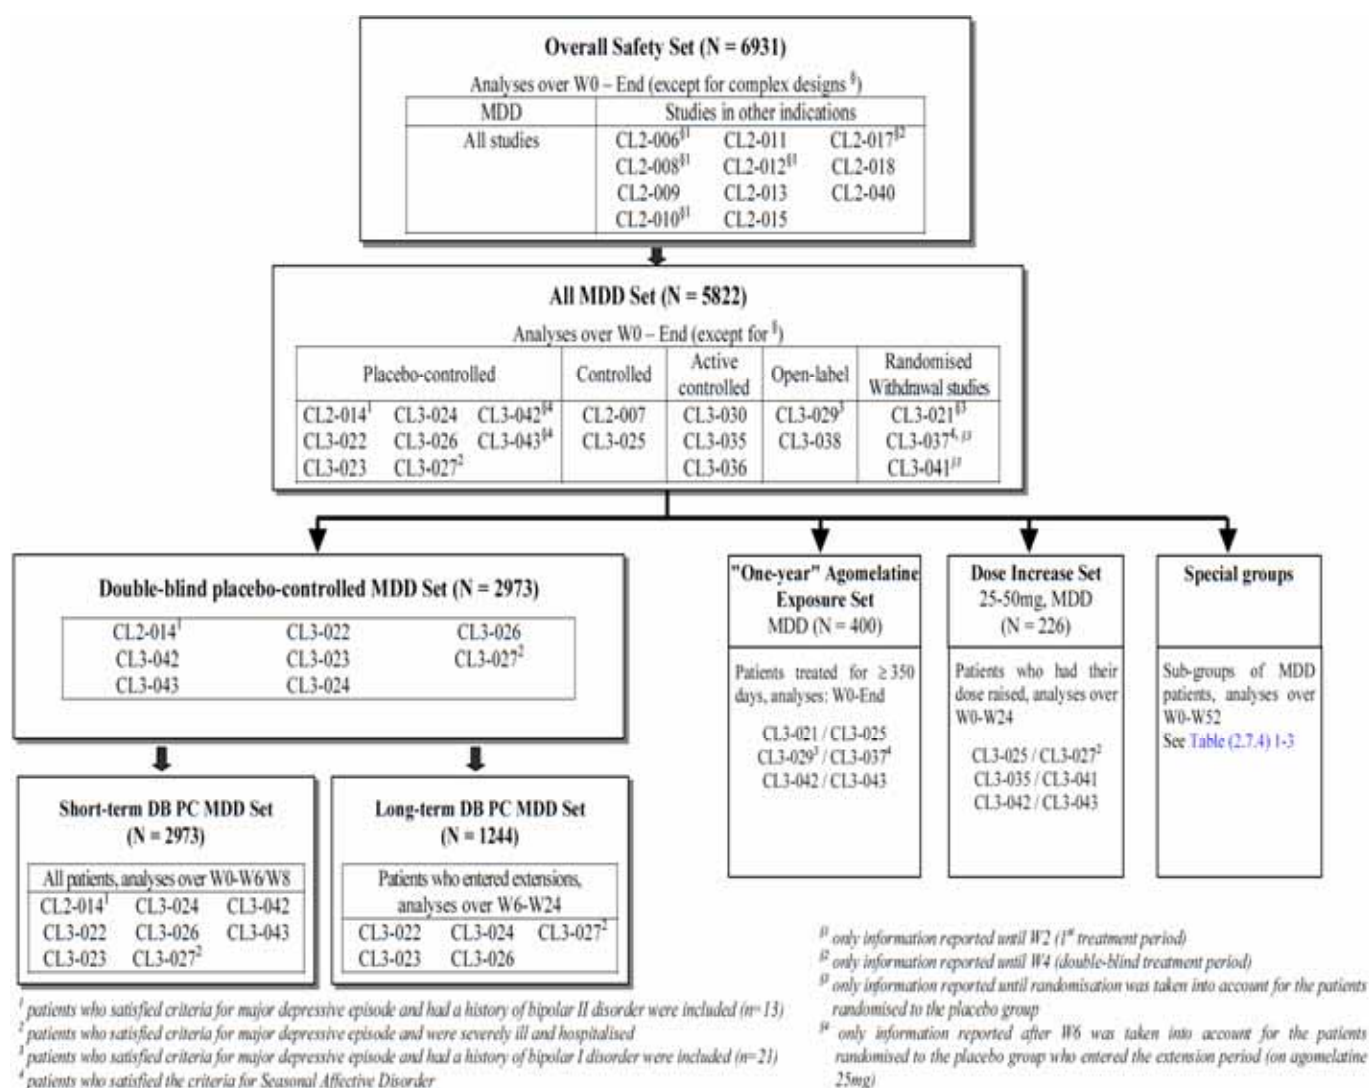 Overall Safety Set (N = 6931)
Analyses over W0 – End (except for complex designs §)
MDD Studies in other indications
All studies CL2-006§1 CL2-011 CL2-017§2
CL2-008§1 CL2-012§1 CL2-018
CL2-009 CL2-013 CL2-040
CL2-010§1 CL2-015
All MDD Set (N = 5822)
Analyses over W0 – End (except for §)
Placebo-controlled Controlled Active controlled Open-label Randomised Withdrawal studies
CL2-014¹ CL3-024 CL3-042§4 CL2-007 CL3-030 CL3-029³ CL3-021§3
CL3-022 CL3-026 CL3-043§4 CL3-025 CL3-035 CL3-038 CL3-037⁴,
CL3-023 CL3-027² CL3-036 CL3-041
Double-blind placebo-controlled MDD Set (N = 2973)
CL2-014¹ CL3-022 CL3-026
CL3-042 CL3-023 CL3-027²
CL3-043 CL3-024
Short-term DB PC MDD Set
(N = 2973)
All patients, analyses over W0-W6/W8
CL2-014¹ CL3-024 CL3-042
CL3-022 CL3-026 CL3-043
CL3-023 CL3-027²
Long-term DB PC MDD Set
(N = 1244)
Patients who entered extensions,
analyses over W6-W24
CL3-022 CL3-024 CL3-027²
CL3-023 CL3-026
"One-year" Agomelatine
Exposure Set
MDD (N = 400)
Patients treated for ≥ 350
days, analyses: W0-End
CL3-021 / CL3-025
CL3-029³ / CL3-037⁴
CL3-042 / CL3-043
Dose Increase Set
25-50mg, MDD
(N = 226)
Patients who had their
dose raised, analyses over
W0-W24
CL3-025 / CL3-027²
CL3-035 / CL3-041
CL3-042 / CL3-043
Special groups
Sub-groups of MDD
patients, analyses over
W0-W52
See Table (2.7.4) 1-3
¹ patients who satisfied criteria for major depressive episode and had a history of bipolar II disorder were included (n=13)
² patients who satisfied criteria for major depressive episode and were severely ill and hospitalised
³ patients who satisfied criteria for major depressive episode and had a history of bipolar I disorder were included (n=21)
⁴ patients who satisfied the criteria for Seasonal Affective Disorder
§1 only information reported until W2 (1st treatment period)
§2 only information reported until W4 (double-blind treatment period)
§3 only information reported until randomisation was taken into account for the patients
randomised to the placebo group
§4 only information reported after W6 was taken into account for the patients
randomised to the placebo group who entered the extension period (on agomelatine
25mg)